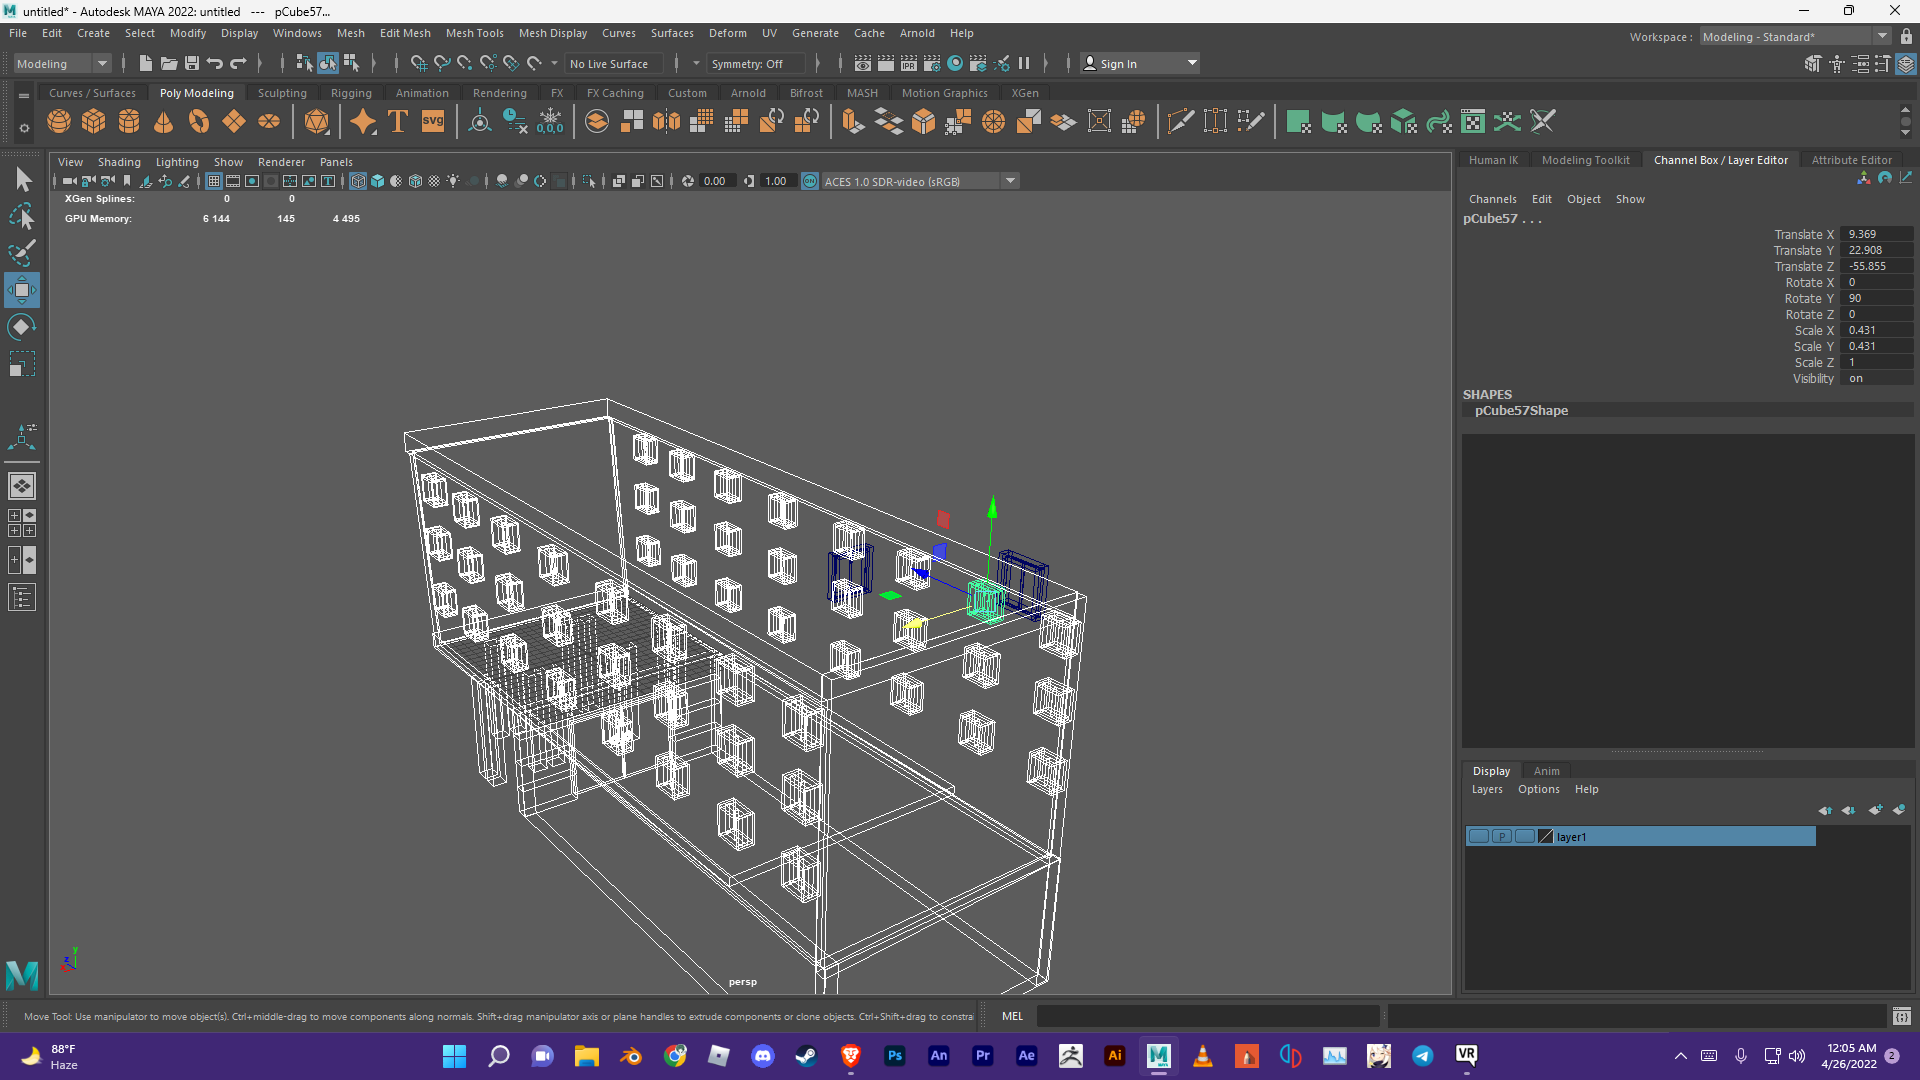 untitled* - Autodesk MAYA 2022: untitled   ---   pCube57...
File Edit Create Select Modify Display Windows Mesh Edit Mesh Mesh Tools Mesh Display Curves Surfaces Deform UV Generate Cache Arnold Help
Workspace : Modeling - Standard*
Modeling
No Live Surface
Symmetry: Off
IPR
Sign In
Curves / Surfaces Poly Modeling Sculpting Rigging Animation Rendering FX FX Caching Custom Arnold Bifrost MASH Motion Graphics XGen
T
svg
0,0,0
View Shading Lighting Show Renderer Panels
0.00
1.00
ACES 1.0 SDR-video (sRGB)
XGen Splines: 0 0
GPU Memory: 6 144 145 4 495
Human IK Modeling Toolkit Channel Box / Layer Editor Attribute Editor
Channels Edit Object Show
pCube57 . . .
Translate X 9.369
Translate Y 22.908
Translate Z -55.855
Rotate X 0
Rotate Y 90
Rotate Z 0
Scale X 0.431
Scale Y 0.431
Scale Z 1
Visibility on
SHAPES
pCube57Shape
Display Anim
Layers Options Help
P layer1
y
z
persp
M
Move Tool: Use manipulator to move object(s). Ctrl+middle-drag to move components along normals. Shift+drag manipulator axis or plane handles to extrude components or clone objects. Ctrl+Shift+drag to constra
MEL
88°F
Haze
Ps
An
Pr
Ae
Ai
M
MAYA
VR
12:05 AM
4/26/2022
2